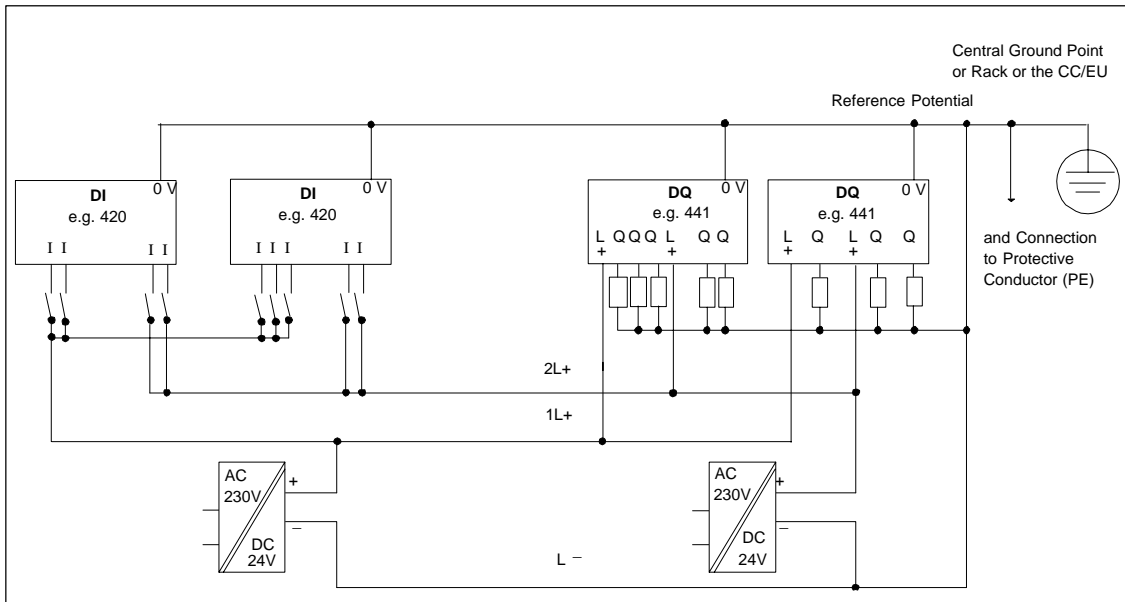 Central Ground Point
or Rack or the CC/EU
Reference Potential
0 V
DI
e.g. 420
I I
I I
0 V
DI
e.g. 420
I I I
I I
0 V
DQ
e.g. 441
L Q Q Q L Q Q
+ +
0 V
DQ
e.g. 441
L Q L Q Q
+ +
and Connection
to Protective
Conductor (PE)
2L+
1L+
AC
230V
+
−
DC
24V
AC
230V
+
−
DC
24V
L −